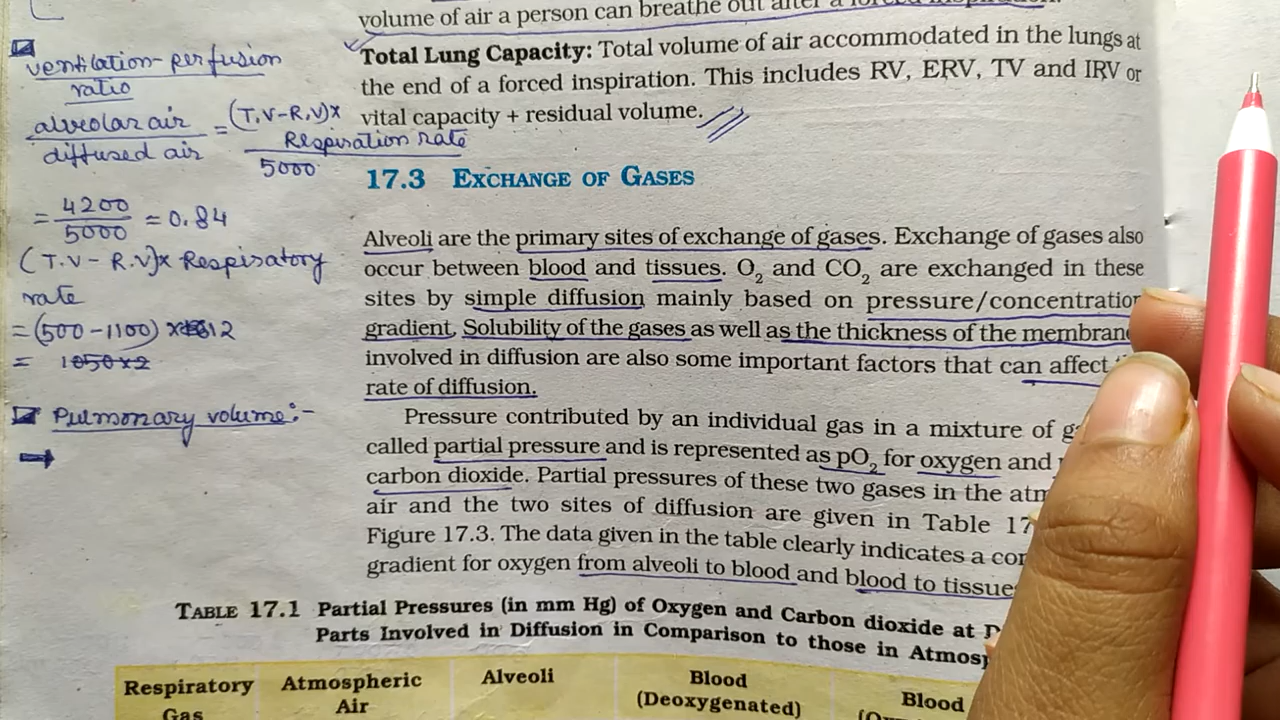 volume of air a person can breathe out after a forced inspiration.
Total Lung Capacity: Total volume of air accommodated in the lungs at
the end of a forced inspiration. This includes RV, ERV, TV and IRV or
vital capacity + residual volume.
17.3 EXCHANGE OF GASES
Alveoli are the primary sites of exchange of gases. Exchange of gases also
occur between blood and tissues. O₂ and CO₂ are exchanged in these
sites by simple diffusion mainly based on pressure/concentration
gradient. Solubility of the gases as well as the thickness of the membran
involved in diffusion are also some important factors that can affect
rate of diffusion.
Pressure contributed by an individual gas in a mixture of g
called partial pressure and is represented as pO₂ for oxygen and
carbon dioxide. Partial pressures of these two gases in the atm
air and the two sites of diffusion are given in Table 17
Figure 17.3. The data given in the table clearly indicates a con
gradient for oxygen from alveoli to blood and blood to tissue
TABLE 17.1 Partial Pressures (in mm Hg) of Oxygen and Carbon dioxide at D
Parts Involved in Diffusion in Comparison to those in Atmosp
Respiratory Gas
Atmospheric Air
Alveoli
Blood (Deoxygenated)
Blood
ventilation-perfusion
ratio
alveolar air / diffused air = (T.V-R.V)x Respiration rate / 5000
= 4200 / 5000 = 0.84
(T.V - R.V)x Respiratory
rate
= (500 - 1100) x 12
= 1050x2
Pulmonary volume:-